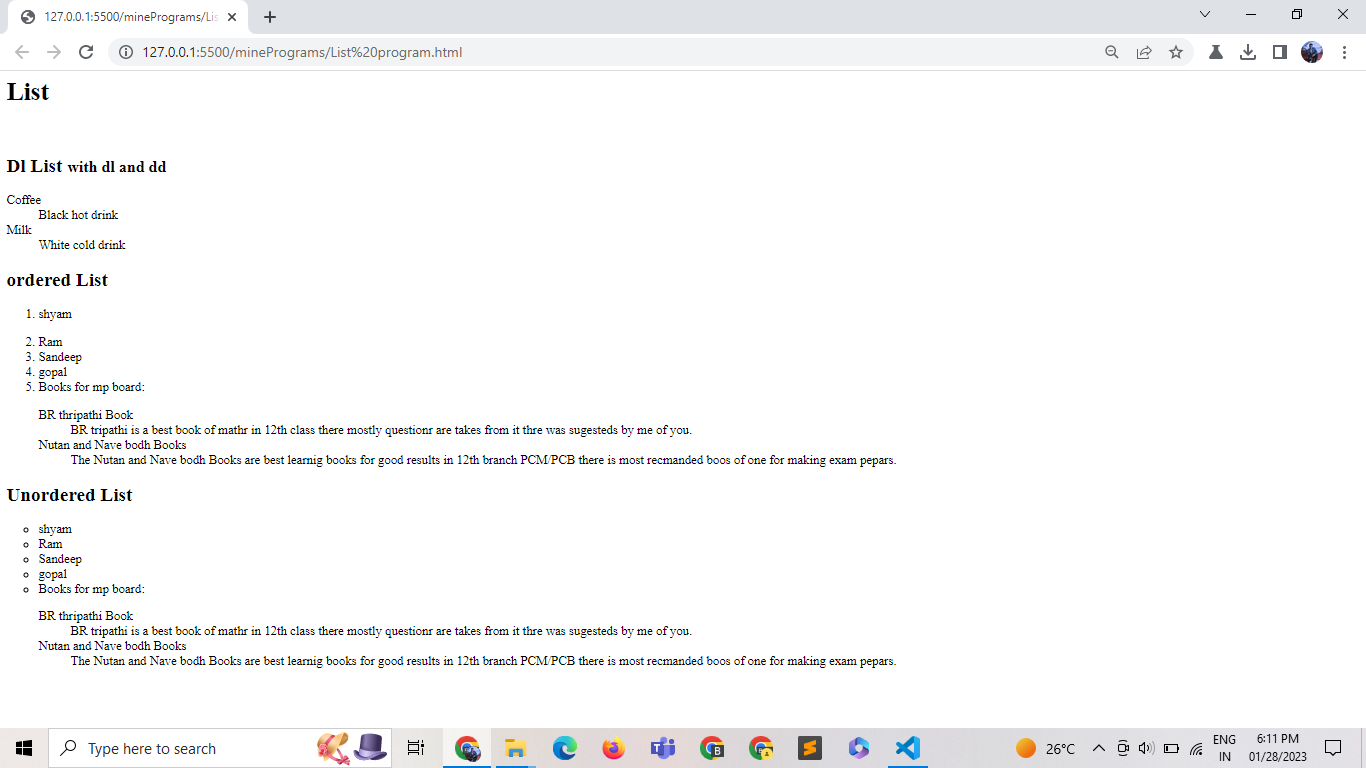 127.0.0.1:5500/minePrograms/Lis
127.0.0.1:5500/minePrograms/List%20program.html
List
Dl List with dl and dd
Coffee
Black hot drink
Milk
White cold drink
ordered List
1. shyam
2. Ram
3. Sandeep
4. gopal
5. Books for mp board:
BR thripathi Book
BR tripathi is a best book of mathr in 12th class there mostly questionr are takes from it thre was sugesteds by me of you.
Nutan and Nave bodh Books
The Nutan and Nave bodh Books are best learnig books for good results in 12th branch PCM/PCB there is most recmanded boos of one for making exam pepars.
Unordered List
shyam
Ram
Sandeep
gopal
Books for mp board:
BR thripathi Book
BR tripathi is a best book of mathr in 12th class there mostly questionr are takes from it thre was sugesteds by me of you.
Nutan and Nave bodh Books
The Nutan and Nave bodh Books are best learnig books for good results in 12th branch PCM/PCB there is most recmanded boos of one for making exam pepars.
Type here to search
B
26°C
ENG
IN
6:11 PM
01/28/2023